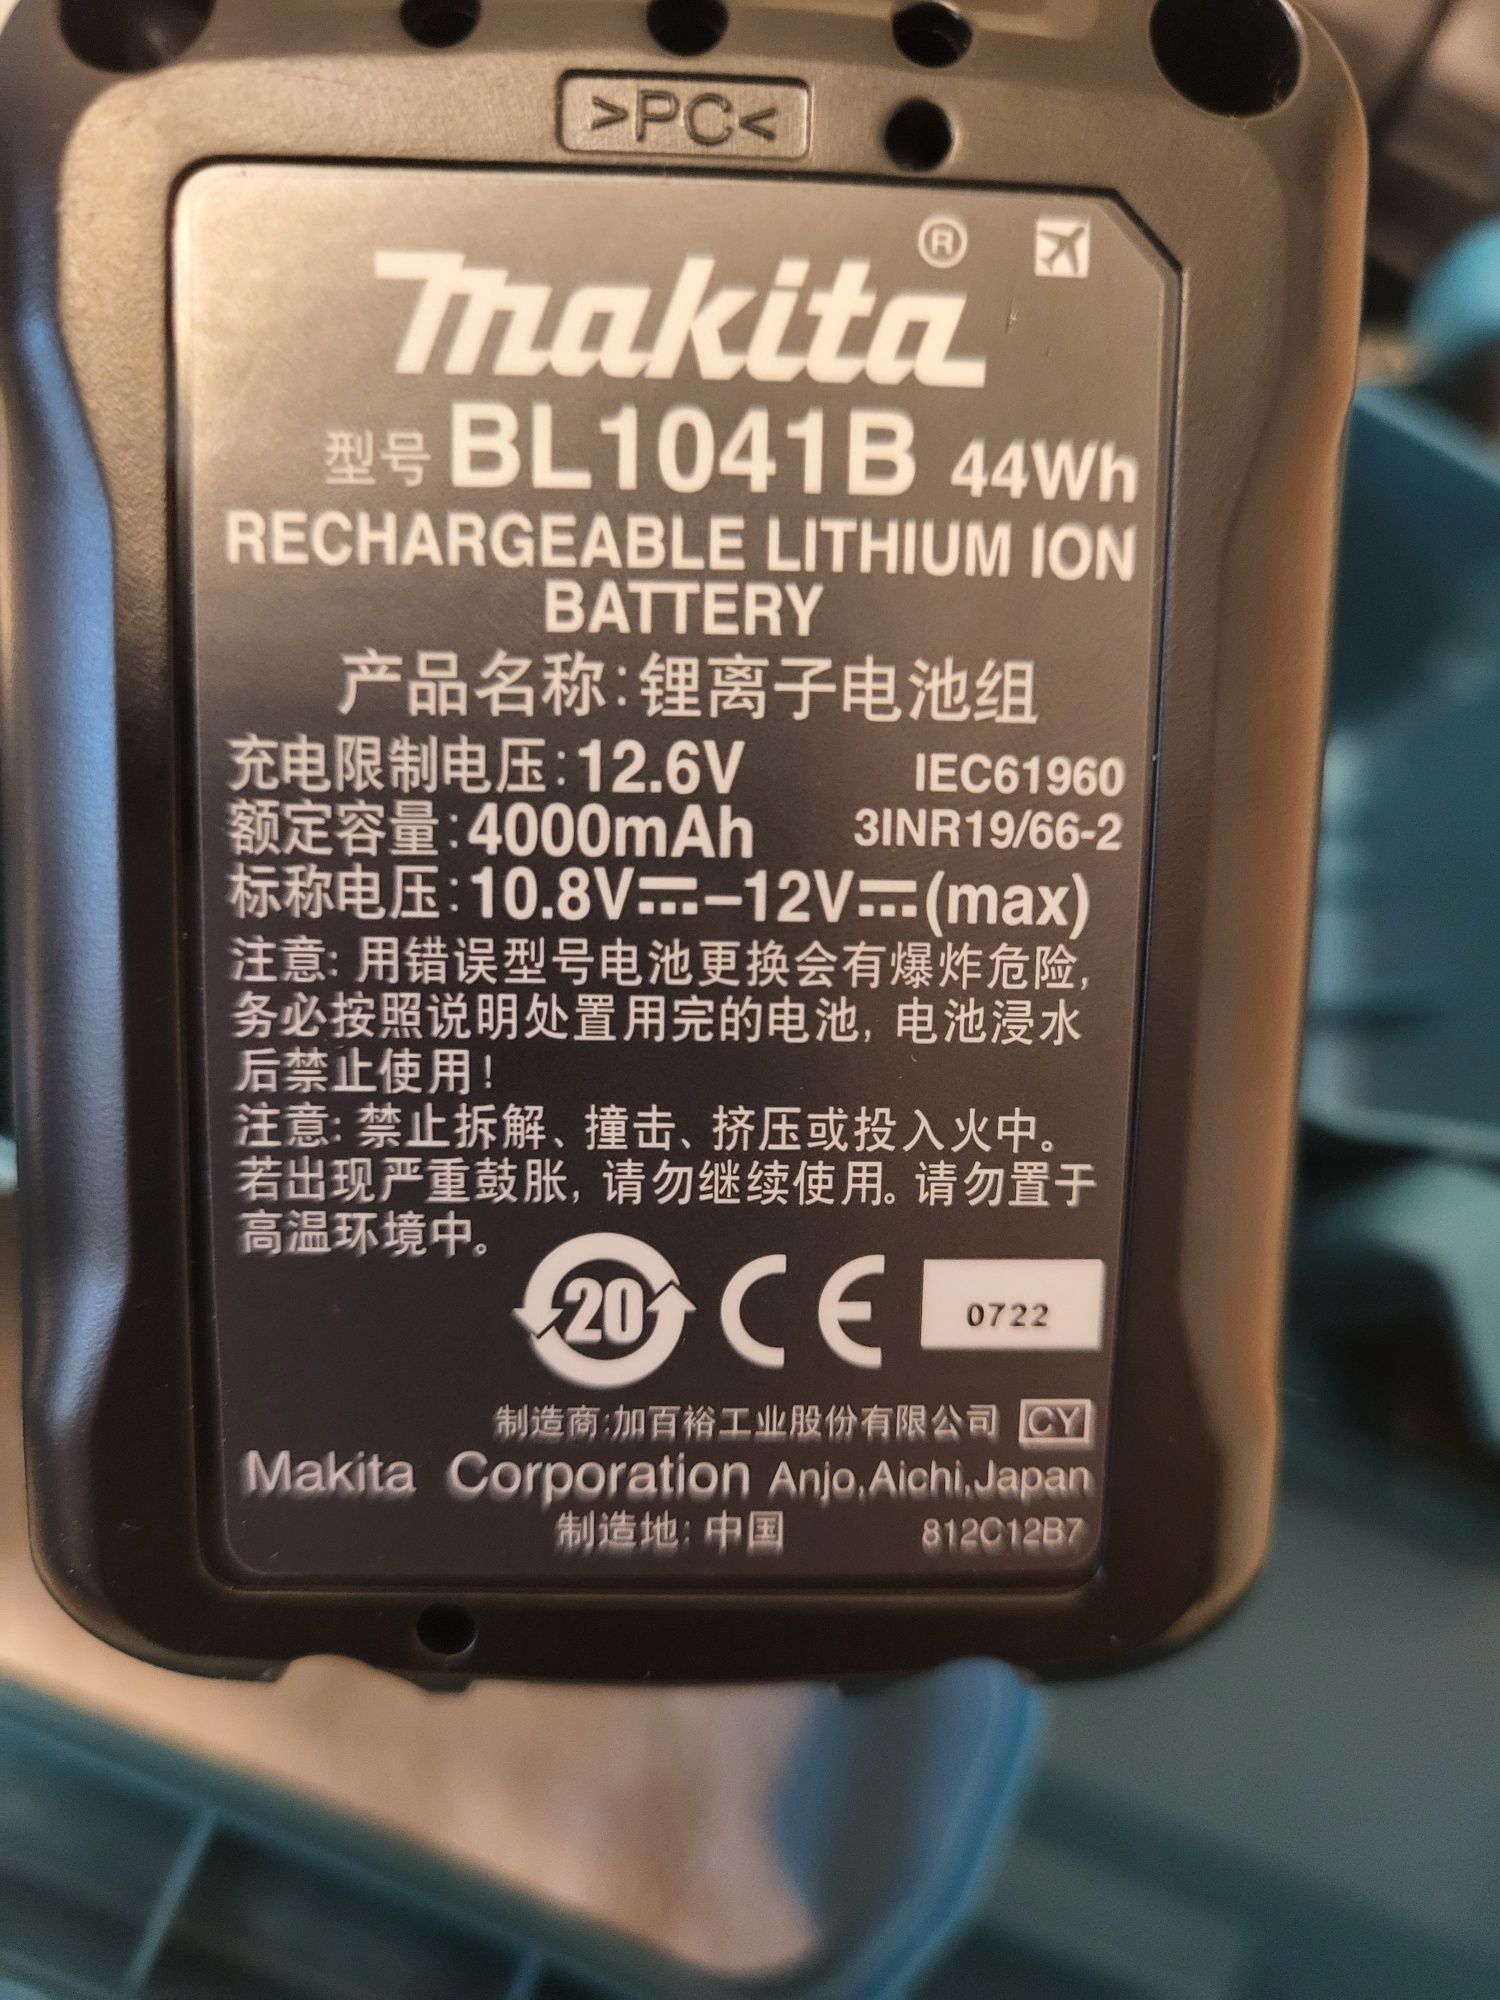 >PC<
makita ®
型号 BL1041B 44Wh
RECHARGEABLE LITHIUM ION
BATTERY
产品名称:锂离子电池组
充电限制电压:12.6V IEC61960
额定容量:4000mAh 3INR19/66-2
标称电压:10.8V⎓–12V⎓(max)
注意: 用错误型号电池更换会有爆炸危险,
务必按照说明处置用完的电池, 电池浸水
后禁止使用!
注意: 禁止拆解、撞击、挤压或投入火中。
若出现严重鼓胀, 请勿继续使用。请勿置于
高温环境中。
20 CE 0722
制造商:加百裕工业股份有限公司 CY
Makita Corporation Anjo,Aichi,Japan
制造地: 中国 812C12B7